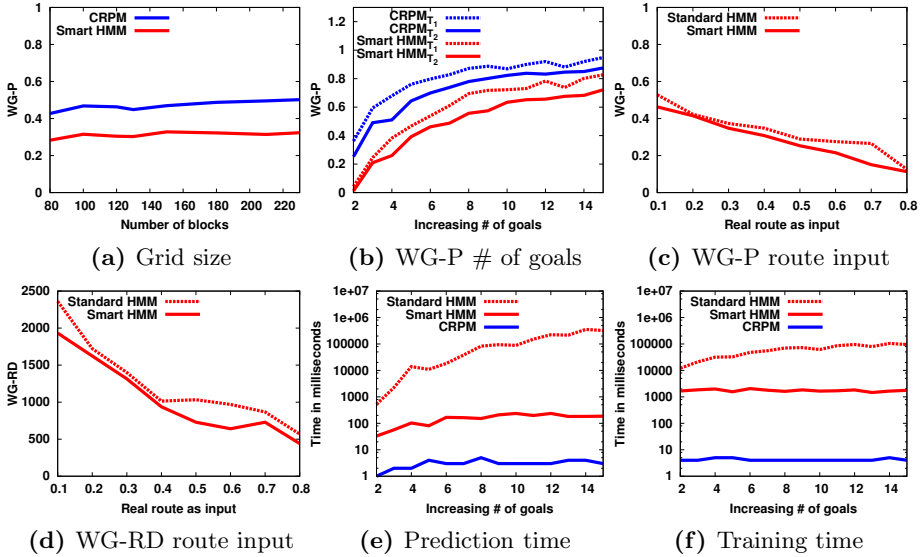 CRPM
Smart HMM
WG-P
1
0.8
0.6
0.4
0.2
0
80 100 120 140 160 180 200 220
Number of blocks
(a) Grid size
CRPM_T1
CRPM_T2
Smart HMM_T1
Smart HMM_T2
WG-P
1.2
1
0.8
0.6
0.4
0.2
0
2 4 6 8 10 12 14
Increasing # of goals
(b) WG-P # of goals
Standard HMM
Smart HMM
WG-P
1
0.8
0.6
0.4
0.2
0
0.1 0.2 0.3 0.4 0.5 0.6 0.7 0.8
Real route as input
(c) WG-P route input
Standard HMM
Smart HMM
WG-RD
2500
2000
1500
1000
500
0
0.1 0.2 0.3 0.4 0.5 0.6 0.7 0.8
Real route as input
(d) WG-RD route input
Standard HMM
Smart HMM
CRPM
Time in milliseconds
1e+07
1e+06
100000
10000
1000
100
10
1
2 4 6 8 10 12 14
Increasing # of goals
(e) Prediction time
Standard HMM
Smart HMM
CRPM
Time in milliseconds
1e+07
1e+06
100000
10000
1000
100
10
1
2 4 6 8 10 12 14
Increasing # of goals
(f) Training time